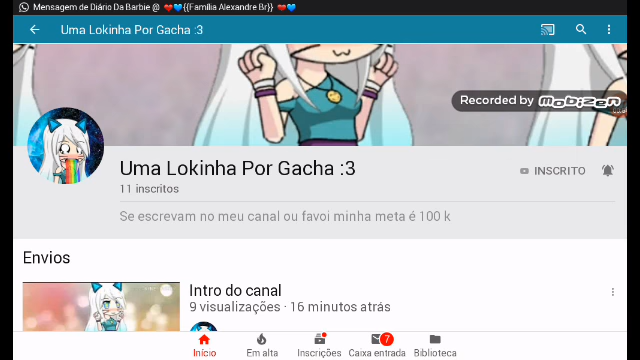 Mensagem de Diário Da Barbie @ ❤️💙{{Família Alexandre Br}} ❤️💙
Uma Lokinha Por Gacha :3
Recorded by mobizen
Uma Lokinha Por Gacha :3
INSCRITO
11 inscritos
Se escrevam no meu canal ou favoi minha meta é 100 k
Envios
Intro do canal
9 visualizações · 16 minutos atrás
7
Início Em alta Inscrições Caixa entrada Biblioteca